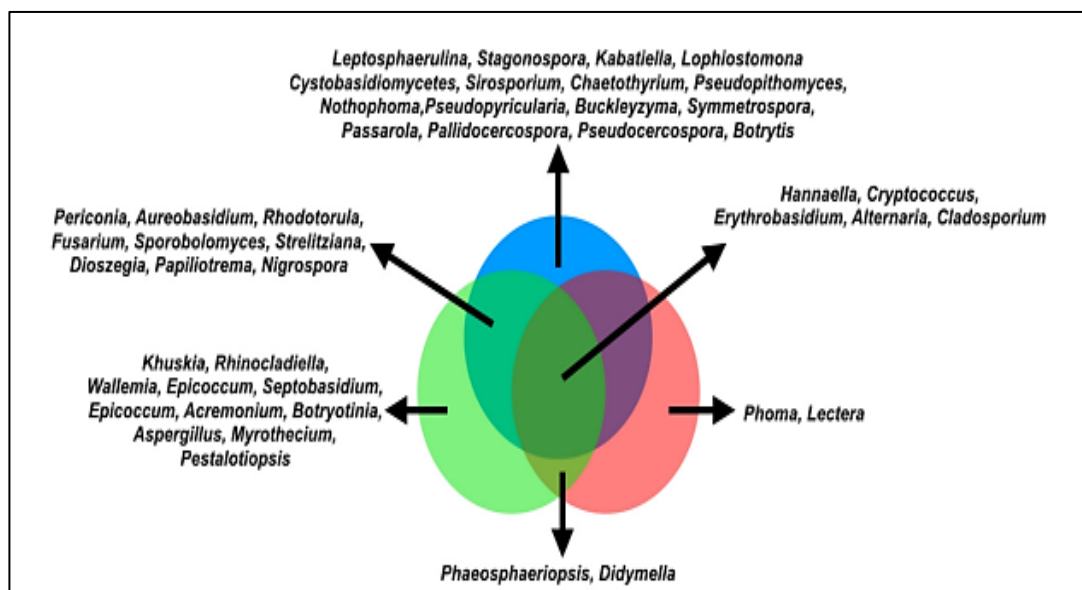 Leptosphaerulina, Stagonospora, Kabatiella, Lophiostomona
Cystobasidiomycetes, Sirosporium, Chaetothyrium, Pseudopithomyces,
Nothophoma,Pseudopyricularia, Buckleyzyma, Symmetrospora,
Passarola, Pallidocercospora, Pseudocercospora, Botrytis
Hannaella, Cryptococcus,
Erythrobasidium, Alternaria, Cladosporium
Periconia, Aureobasidium, Rhodotorula,
Fusarium, Sporobolomyces, Strelitziana,
Dioszegia, Papiliotrema, Nigrospora
Khuskia, Rhinocladiella,
Wallemia, Epicoccum, Septobasidium,
Epicoccum, Acremonium, Botryotinia,
Aspergillus, Myrothecium,
Pestalotiopsis
Phoma, Lectera
Phaeosphaeriopsis, Didymella